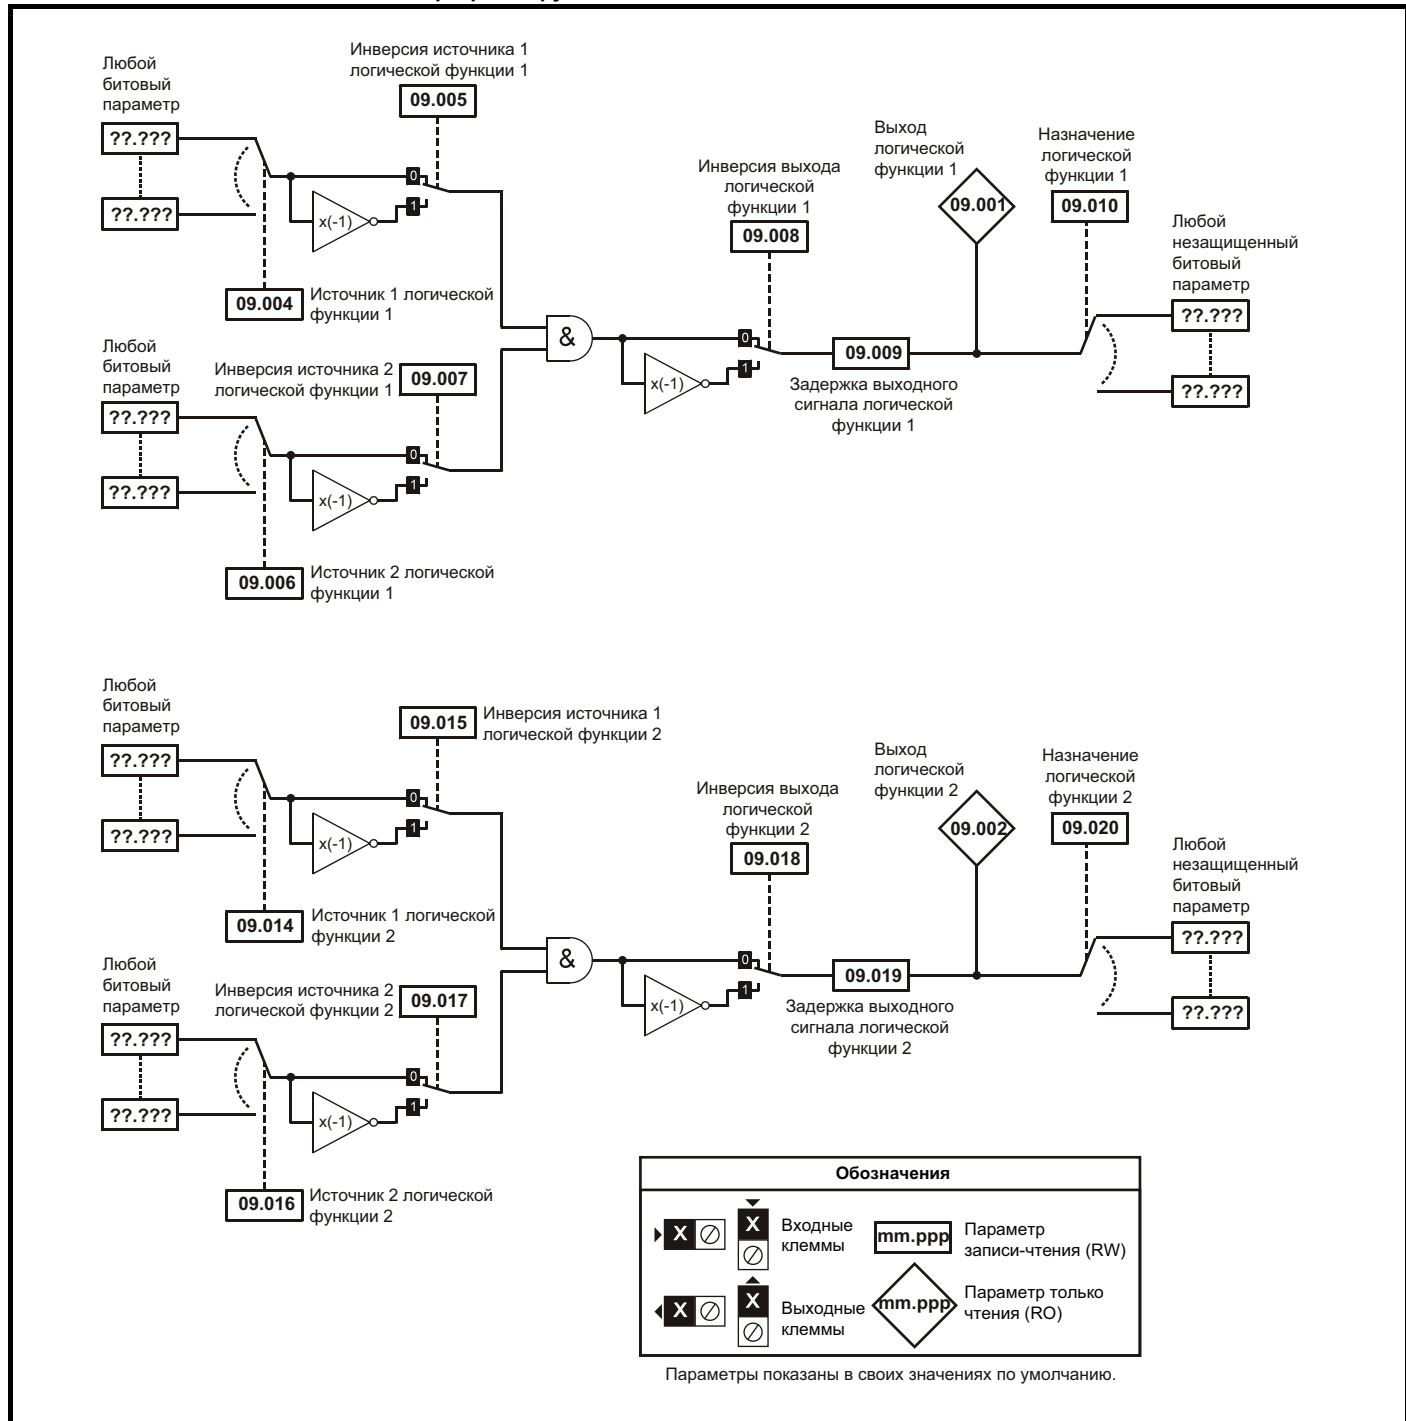 Инверсия источника 1
логической функции 1
09.005
Любой
битовый
параметр
??.???
??.???
0
1
x(-1)
09.004
Источник 1 логической
функции 1
Любой
битовый
параметр
??.???
??.???
Инверсия источника 2
логической функции 1
09.007
0
1
x(-1)
09.006
Источник 2 логической
функции 1
&
Инверсия выхода
логической
функции 1
09.008
0
1
x(-1)
09.009
Задержка выходного
сигнала логической
функции 1
Выход
логической
функции 1
09.001
Назначение
логической
функции 1
09.010
Любой
незащищенный
битовый
параметр
??.???
??.???
Любой
битовый
параметр
??.???
??.???
09.015
Инверсия источника 1
логической функции 2
0
1
x(-1)
09.014
Источник 1 логической
функции 2
Любой
битовый
параметр
??.???
??.???
Инверсия источника 2
логической функции 2
09.017
0
1
x(-1)
09.016
Источник 2 логической
функции 2
&
Инверсия выхода
логической
функции 2
09.018
0
1
x(-1)
09.019
Задержка выходного
сигнала логической
функции 2
Выход
логической
функции 2
09.002
Назначение
логической
функции 2
09.020
Любой
незащищенный
битовый
параметр
??.???
??.???
Обозначения
X
X
Входные
клеммы
mm.ppp
Параметр
записи-чтения (RW)
X
X
Выходные
клеммы
mm.ppp
Параметр только
чтения (RO)
Параметры показаны в своих значениях по умолчанию.